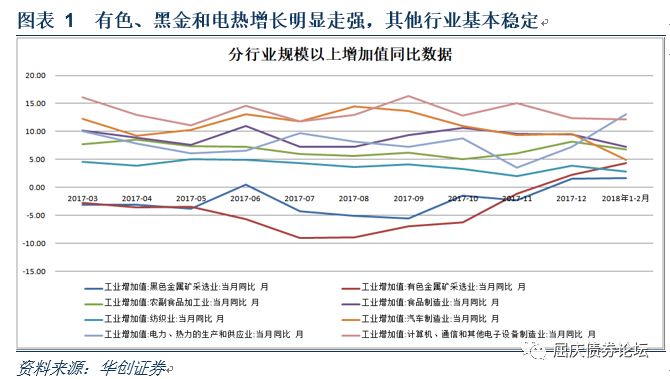 图表 1 有色、黑金和电热增长明显走强，其他行业基本稳定
分行业规模以上增加值同比数据
20.00
15.00
10.00
5.00
0.00
-5.00
-10.00
-15.00
2017-03 2017-04 2017-05 2017-06 2017-07 2017-08 2017-09 2017-10 2017-11 2017-12 2018年1-2月
工业增加值:黑色金属矿采选业:当月同比 月 工业增加值:有色金属矿采选业:当月同比 月
工业增加值:农副食品加工业:当月同比 月 工业增加值:食品制造业:当月同比 月
工业增加值:纺织业:当月同比 月 工业增加值:汽车制造业:当月同比 月
工业增加值:电力、热力的生产和供应业:当月同比 月 工业增加值:计算机、通信和其他电子设备制造业:当月同比 月
资料来源：华创证券
屈庆债券论坛